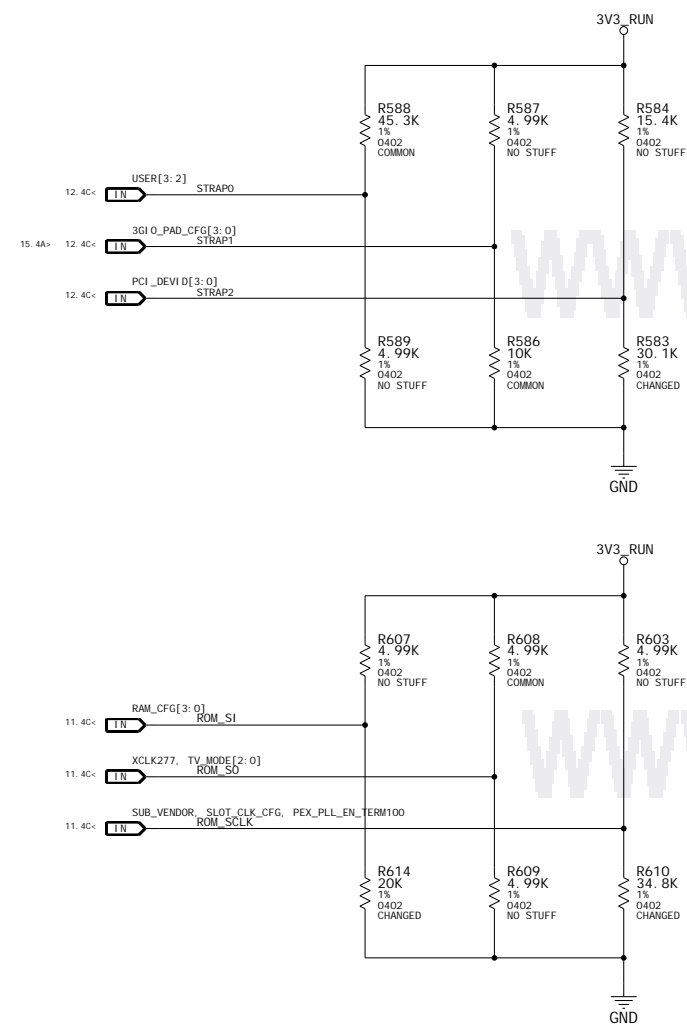 3V3_RUN
R588
45.3K
1%
0402
COMMON
R587
4.99K
1%
0402
NO STUFF
R584
15.4K
1%
0402
NO STUFF
USER[3:2]
12.4C<
IN
STRAP0
3GIO_PAD_CFG[3:0]
15.4A>
12.4C<
IN
STRAP1
PCI_DEVID[3:0]
12.4C<
IN
STRAP2
R589
4.99K
1%
0402
NO STUFF
R586
10K
1%
0402
COMMON
R583
30.1K
1%
0402
CHANGED
GND
3V3_RUN
R607
4.99K
1%
0402
NO STUFF
R608
4.99K
1%
0402
COMMON
R603
4.99K
1%
0402
NO STUFF
RAM_CFG[3:0]
11.4C<
IN
ROM_SI
XCLK277, TV_MODE[2:0]
11.4C<
IN
ROM_SO
SUB_VENDOR, SLOT_CLK_CFG, PEX_PLL_EN_TERM100
11.4C<
IN
ROM_SCLK
R614
20K
1%
0402
CHANGED
R609
4.99K
1%
0402
NO STUFF
R610
34.8K
1%
0402
CHANGED
GND